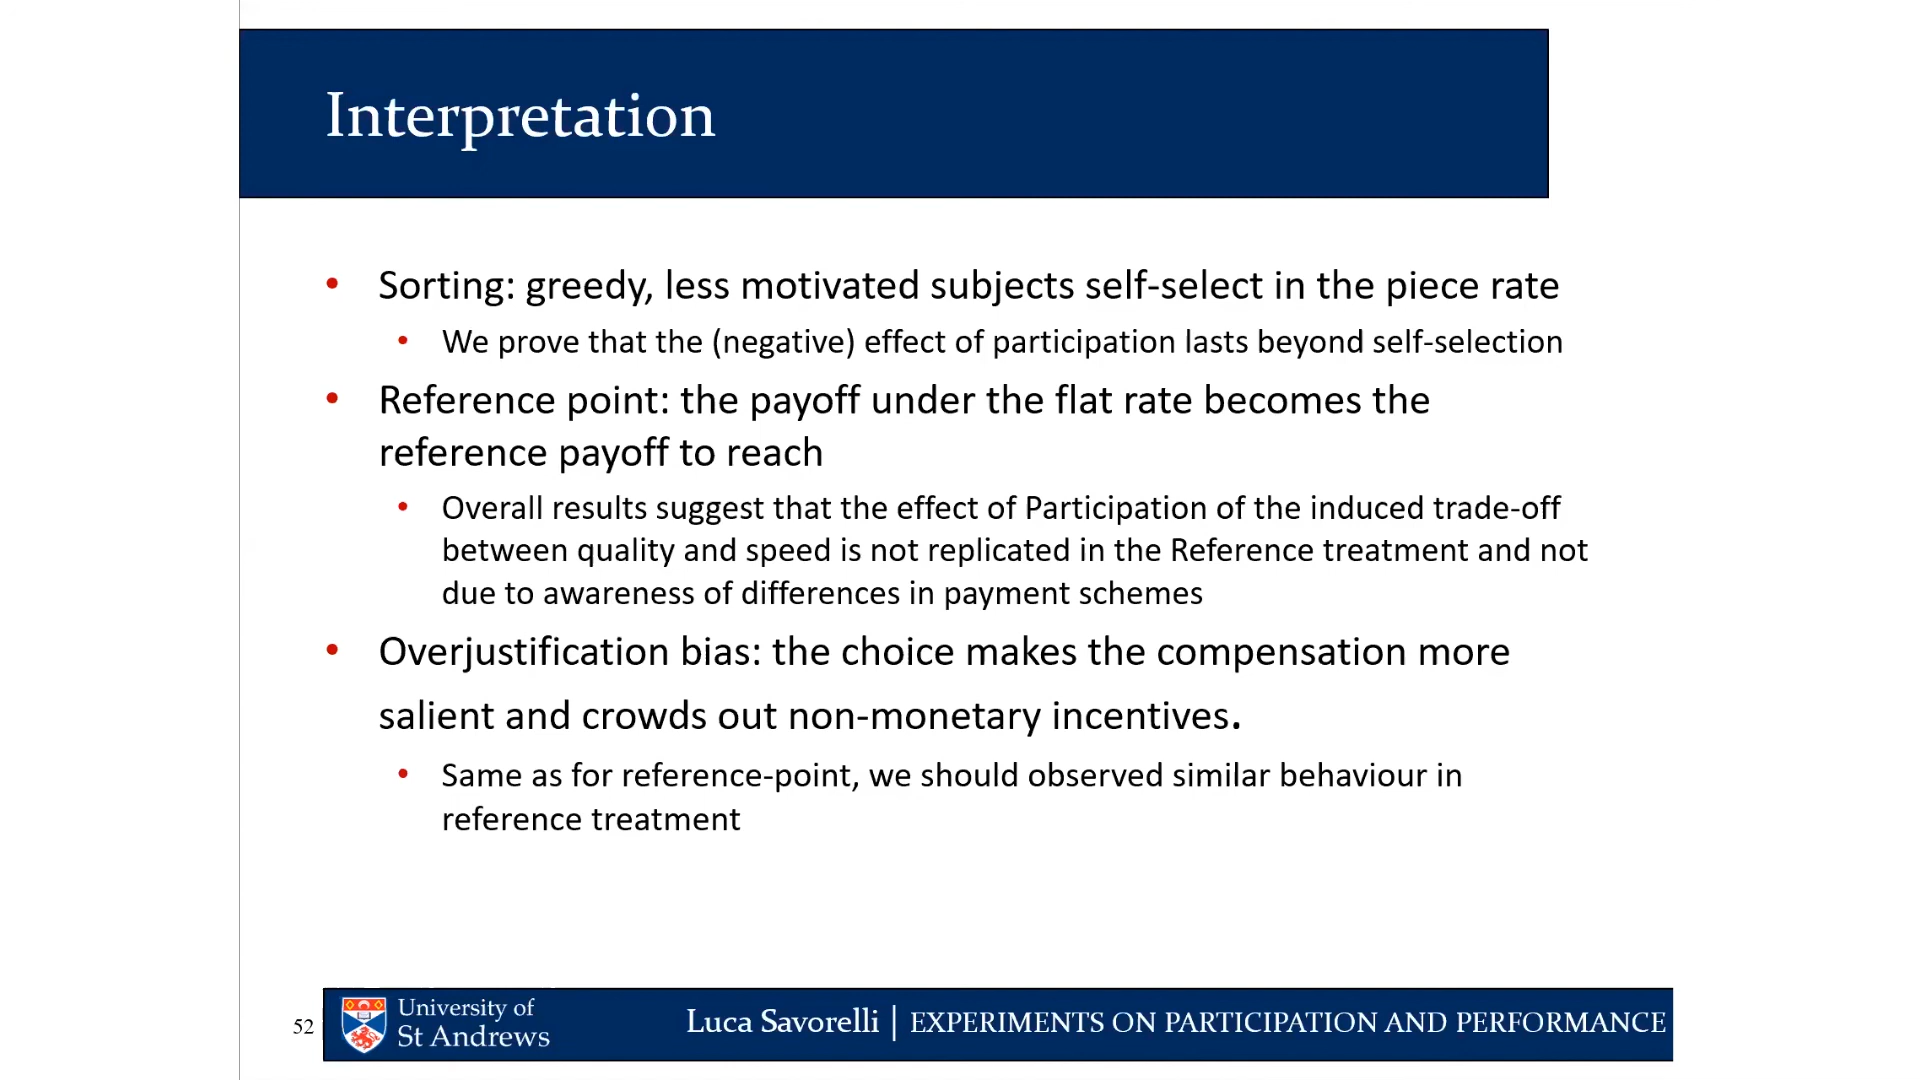 Interpretation
• Sorting: greedy, less motivated subjects self-select in the piece rate
• We prove that the (negative) effect of participation lasts beyond self-selection
• Reference point: the payoff under the flat rate becomes the
reference payoff to reach
• Overall results suggest that the effect of Participation of the induced trade-off
between quality and speed is not replicated in the Reference treatment and not
due to awareness of differences in payment schemes
• Overjustification bias: the choice makes the compensation more
salient and crowds out non-monetary incentives.
• Same as for reference-point, we should observed similar behaviour in
reference treatment
52
University of
St Andrews
Luca Savorelli | EXPERIMENTS ON PARTICIPATION AND PERFORMANCE